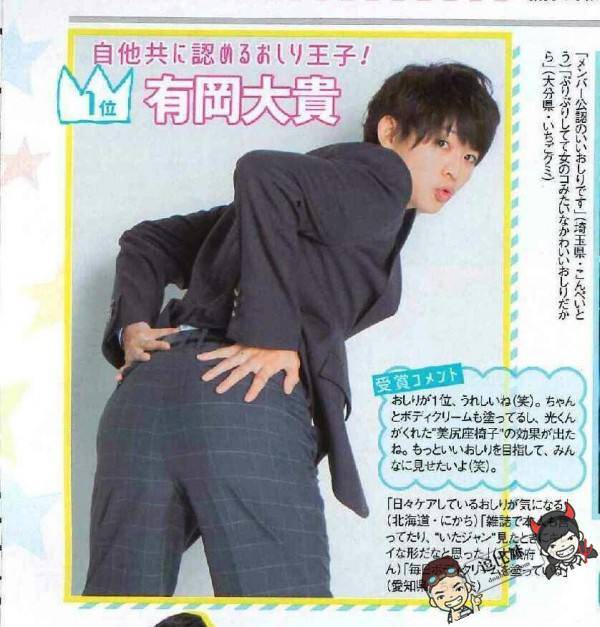 自他共に認めるおしり王子!
1位
有岡大貴
「メンバー公認のいいおしりです」(埼玉県・こんぺいと
う)「ぷりぷりしてて女のコみたいなかわいいおしりだか
ら」(大分県・いちごグミ)
受賞コメント
おしりが1位、うれしいね(笑)。ちゃん
とボディクリームも塗ってるし、光くん
がくれた"美尻座椅子"の効果が出た
ね。もっといいおしりを目指して、みん
なに見せたいよ(笑)。
「日々ケアしているおしりが気になる」
(北海道・にかち)「雑誌で本
ってたり、"いたジャン"見たときに
イな形だなと思った」
ん)「毎
を塗っている」
(愛知県